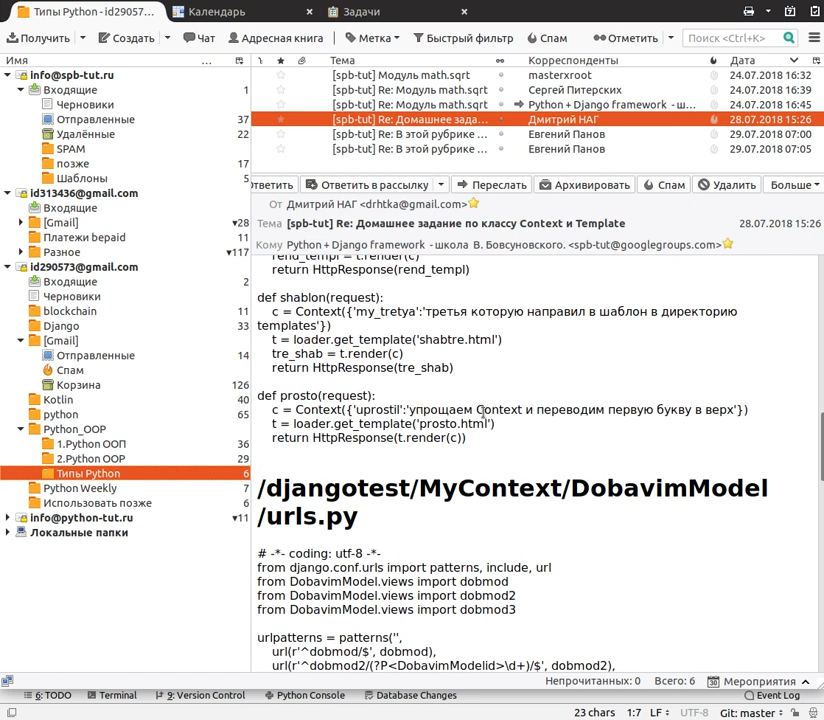 Типы Python - id29057...
Календарь
Задачи
Получить
Создать
Чат
Адресная книга
Метка
Быстрый фильтр
Спам
Отметить
Поиск <Ctrl+K>
Имя ...
Тема
Корреспонденты
Дата
info@spb-tut.ru
Входящие 1
Черновики
Отправленные 37
Удалённые 22
SPAM
позже 17
Шаблоны 5
id313436@gmail.com
Входящие
[Gmail] ▾28
Платежи bepaid 11
Разное ▾117
id290573@gmail.com
Входящие 2
Черновики
blockchain 11
Django 33
[Gmail]
Отправленные 14
Спам
Корзина 126
Kotlin 40
python 65
Python_OOP
1.Python ООП 36
2.Python OOP 29
Типы Python 6
Python Weekly 7
Использовать позже 6
info@python-tut.ru ▾11
Локальные папки
[spb-tut] Модуль math.sqrt masterxroot 24.07.2018 16:32
[spb-tut] Re: Модуль math.sqrt Сергей Питерских 24.07.2018 16:39
[spb-tut] Re: Модуль math.sqrt Python + Django framework - ш... 24.07.2018 16:45
[spb-tut] Re: Домашнее зада... Дмитрий НАГ 28.07.2018 15:26
[spb-tut] Re: В этой рубрике ... Евгений Панов 29.07.2018 07:00
[spb-tut] Re: В этой рубрике ... Евгений Панов 29.07.2018 07:02
тветить
Ответить в рассылку
Переслать
Архивировать
Спам
Удалить
Больше
От Дмитрий НАГ <drhtka@gmail.com>
Тема [spb-tut] Re: Домашнее задание по классу Context и Template 28.07.2018 15:26
Кому Python + Django framework - школа В. Бовсуновского. <spb-tut@googlegroups.com>
rend_templ = t.render(c)
return HttpResponse(rend_templ)
def shablon(request):
c = Context({'my_tretya':'третья которую направил в шаблон в директорию
templates'})
t = loader.get_template('shabtre.html')
tre_shab = t.render(c)
return HttpResponse(tre_shab)
def prosto(request):
c = Context({'uprostil':'упрощаем Context и переводим первую букву в верх'})
t = loader.get_template('prosto.html')
return HttpResponse(t.render(c))
/djangotest/MyContext/DobavimModel
/urls.py
# -*- coding: utf-8 -*-
from django.conf.urls import patterns, include, url
from DobavimModel.views import dobmod
from DobavimModel.views import dobmod2
from DobavimModel.views import dobmod3
urlpatterns = patterns('',
url(r'^dobmod/$', dobmod),
url(r'^dobmod2/(?P<DobavimModelid>\d+)/$', dobmod2),
Непрочитанных: 0 Всего: 6 Мероприятия
6: TODO
Terminal
9: Version Control
Python Console
Database Changes
Event Log
23 chars 1:7 LF UTF-8 Git: master